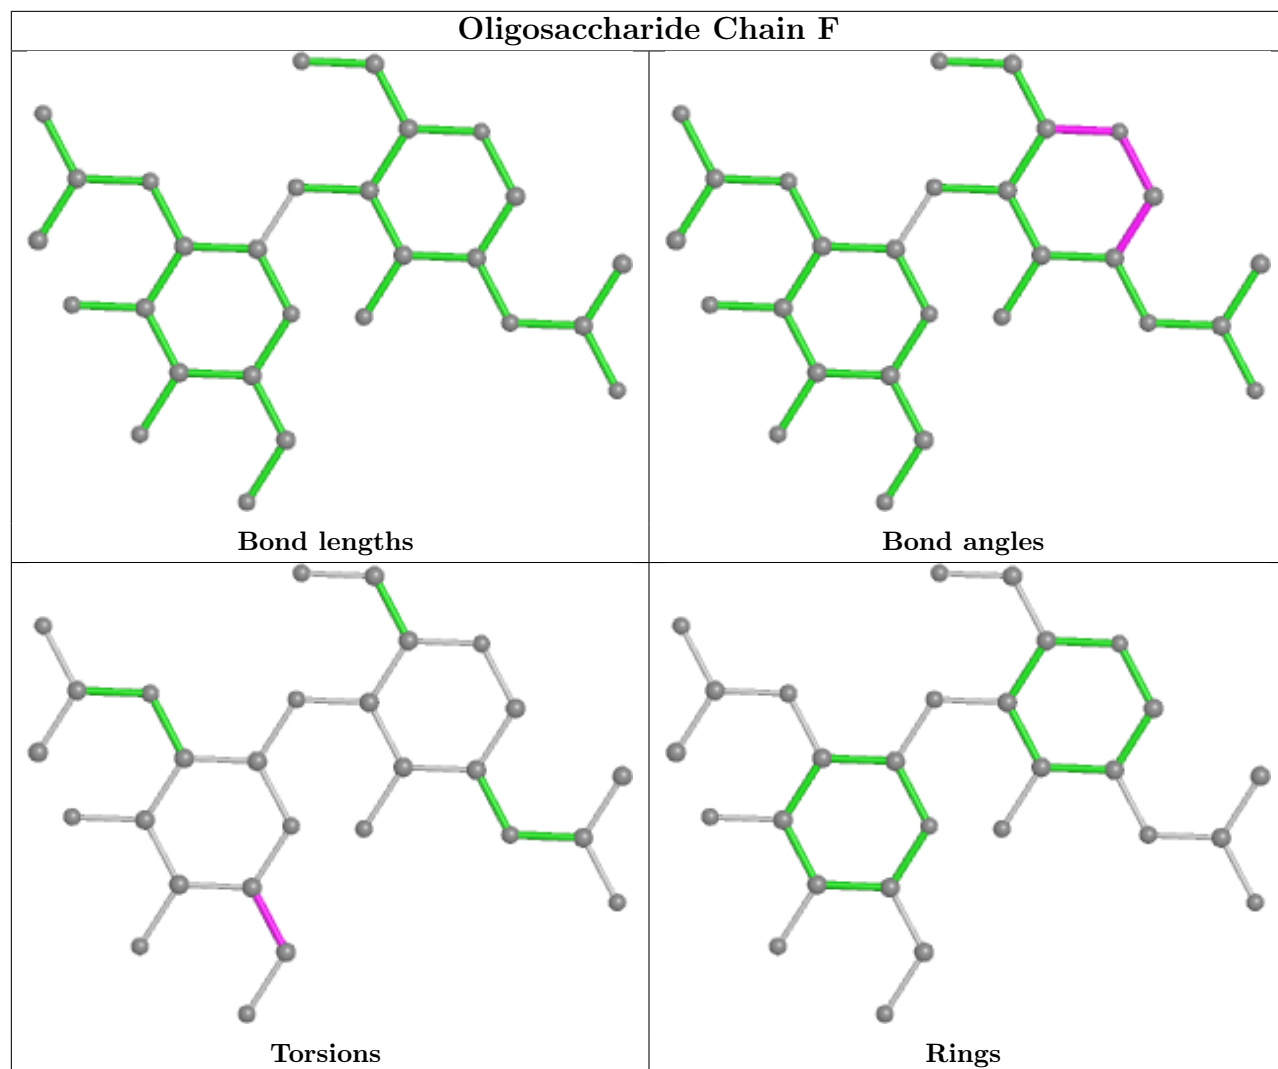 Oligosaccharide Chain F
Bond lengths
Bond angles
Torsions
Rings